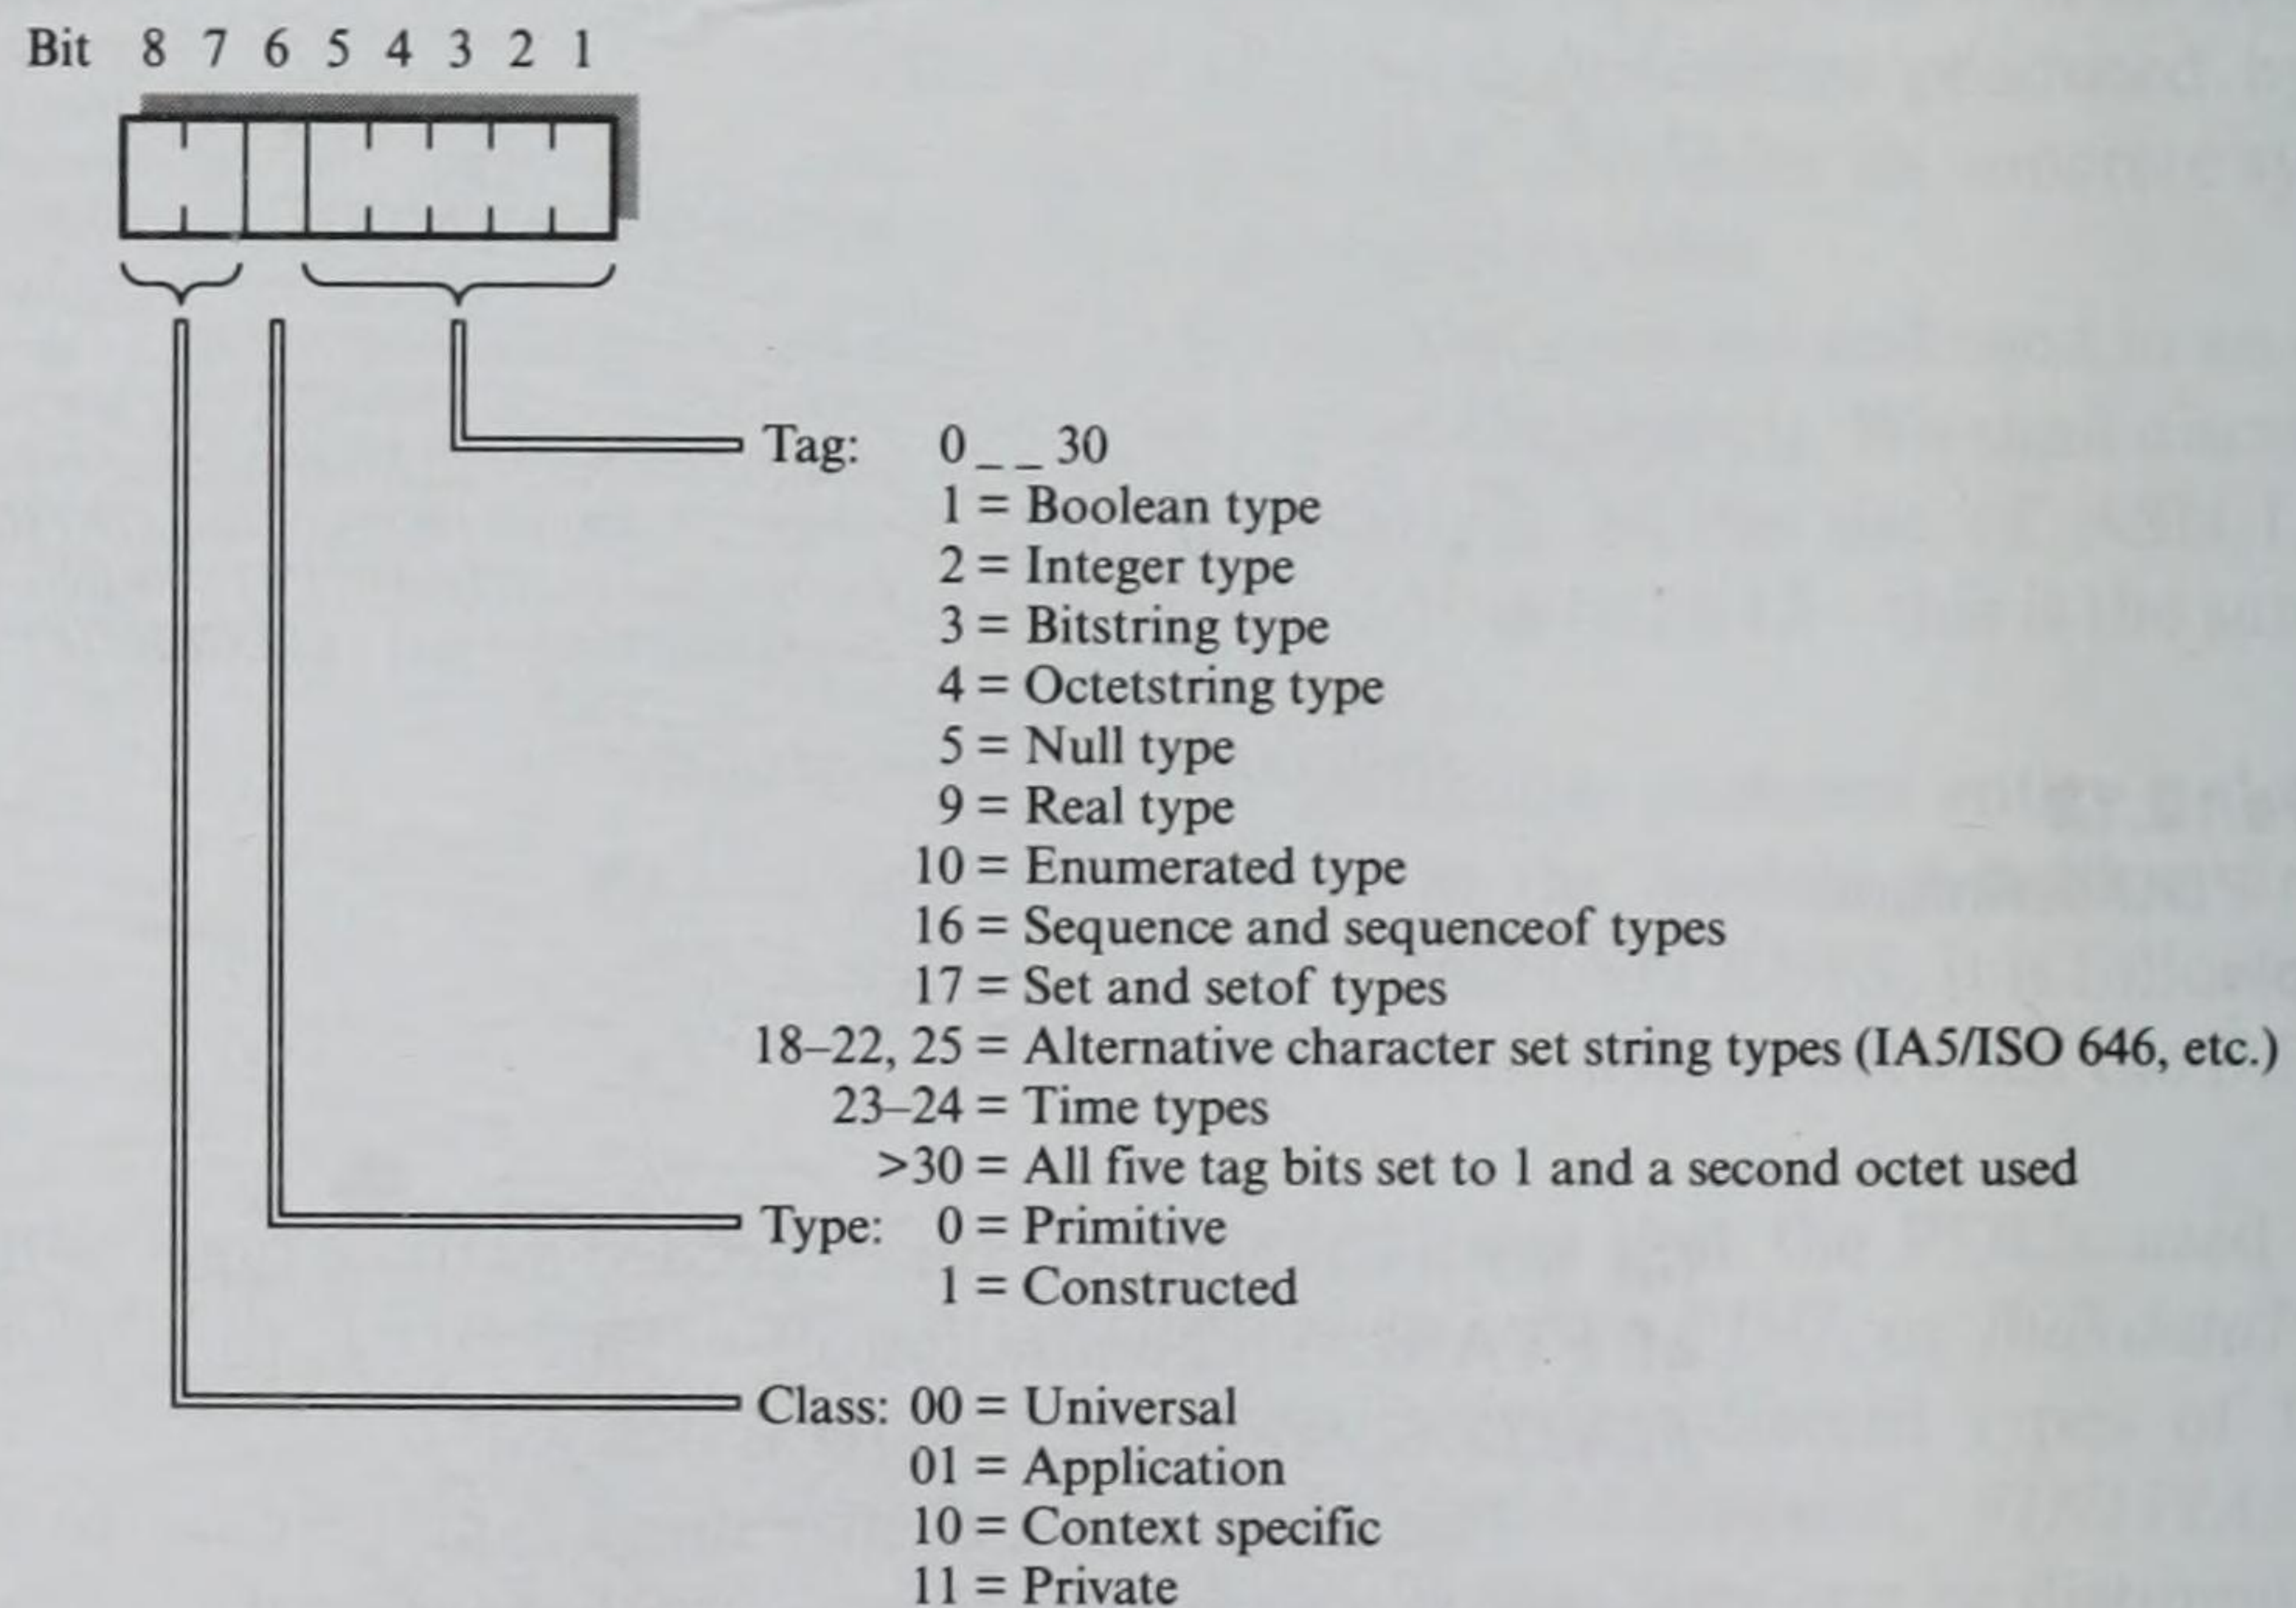 Bit 8 7 6 5 4 3 2 1
Tag: 0_ _ 30
1 = Boolean type
2 = Integer type
3 = Bitstring type
4 = Octetstring type
5 = Null type
9 = Real type
10 = Enumerated type
16 = Sequence and sequenceof types
17 = Set and setof types
18–22, 25 = Alternative character set string types (IA5/ISO 646, etc.)
23–24 = Time types
>30 = All five tag bits set to 1 and a second octet used
Type: 0 = Primitive
1 = Constructed
Class: 00 = Universal
01 = Application
10 = Context specific
11 = Private